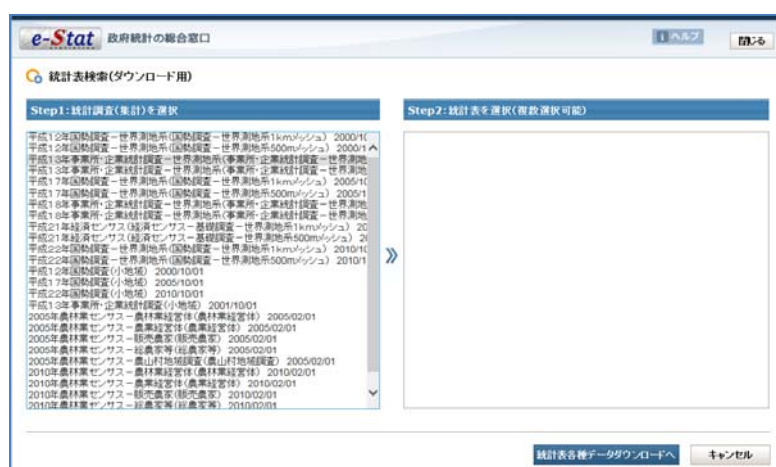 e-Stat 政府統計の総合窓口
ヘルプ
閉じる
統計表検索(ダウンロード用)
Step1:統計調査(集計)を選択
Step2:統計表を選択(複数選択可能)
平成12年国勢調査-世界測地系(国勢調査-世界測地系1kmメッシュ) 2000/1(
平成12年国勢調査-世界測地系(国勢調査-世界測地系500mメッシュ) 2000/1
平成13年事業所・企業統計調査-世界測地系(事業所・企業統計調査-世界測地
平成13年事業所・企業統計調査-世界測地系(事業所・企業統計調査-世界測地
平成17年国勢調査-世界測地系(国勢調査-世界測地系1kmメッシュ) 2005/1(
平成17年国勢調査-世界測地系(国勢調査-世界測地系500mメッシュ) 2005/1
平成18年事業所・企業統計調査-世界測地系(事業所・企業統計調査-世界測地
平成18年事業所・企業統計調査-世界測地系(事業所・企業統計調査-世界測地
平成21年経済センサス(経済センサス-基礎調査-世界測地系1kmメッシュ) 20
平成21年経済センサス(経済センサス-基礎調査-世界測地系500mメッシュ) 2(
平成22年国勢調査-世界測地系(国勢調査-世界測地系1kmメッシュ) 2010/1(
平成22年国勢調査-世界測地系(国勢調査-世界測地系500mメッシュ) 2010/1
平成12年国勢調査(小地域) 2000/10/01
平成17年国勢調査(小地域) 2005/10/01
平成22年国勢調査(小地域) 2010/10/01
平成13年事業所・企業統計調査(小地域) 2001/10/01
2005年農林業センサス-農林業経営体(農林業経営体) 2005/02/01
2005年農林業センサス-農業経営体(農業経営体) 2005/02/01
2005年農林業センサス-販売農家(販売農家) 2005/02/01
2005年農林業センサス-総農家等(総農家等) 2005/02/01
2005年農林業センサス-農山村地域調査(農山村地域調査) 2005/02/01
2010年農林業センサス-農林業経営体(農林業経営体) 2010/02/01
2010年農林業センサス-農業経営体(農業経営体) 2010/02/01
2010年農林業センサス-販売農家(販売農家) 2010/02/01
2010年農林業センサス-総農家等(総農家等) 2010/02/01
統計表各種データダウンロードへ
キャンセル